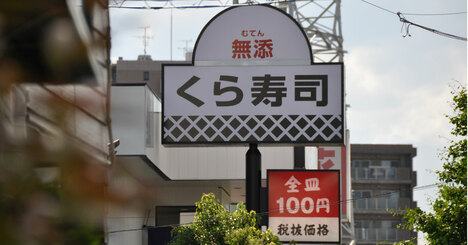 むてん
無添
くら寿司
全皿
100円
税抜価格